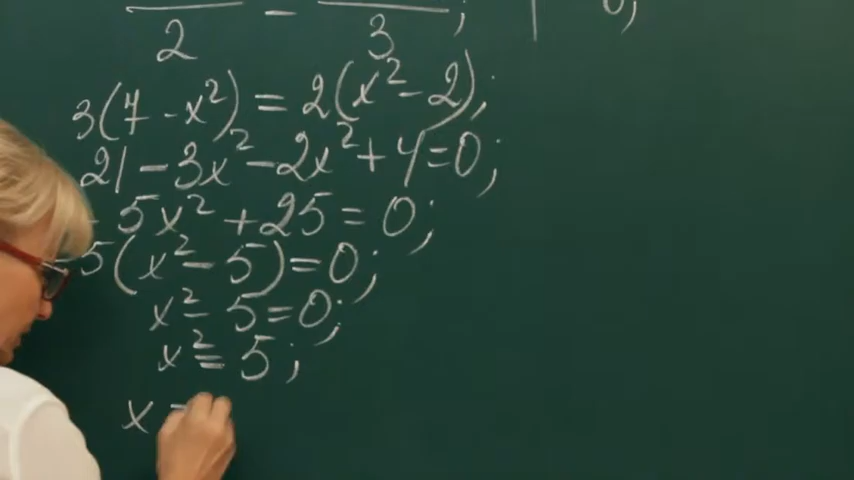 2 = 3 ; | 0;
3(7 - x²) = 2(x² - 2);
21 - 3x² - 2x² + 4 = 0;
- 5x² + 25 = 0;
5(x² - 5) = 0;
x² - 5 = 0;
x² = 5;
x =